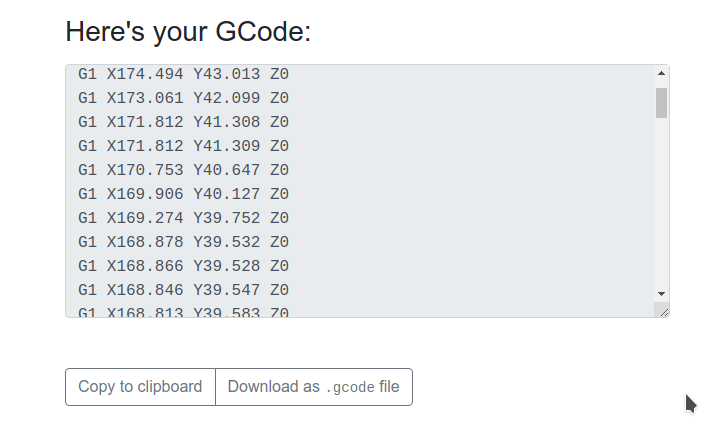 Here's your GCode:
G1 X174.494 Y43.013 Z0
G1 X173.061 Y42.099 Z0
G1 X171.812 Y41.308 Z0
G1 X171.812 Y41.309 Z0
G1 X170.753 Y40.647 Z0
G1 X169.906 Y40.127 Z0
G1 X169.274 Y39.752 Z0
G1 X168.878 Y39.532 Z0
G1 X168.866 Y39.528 Z0
G1 X168.846 Y39.547 Z0
G1 X168.813 Y39.583 Z0
Copy to clipboard Download as .gcode file